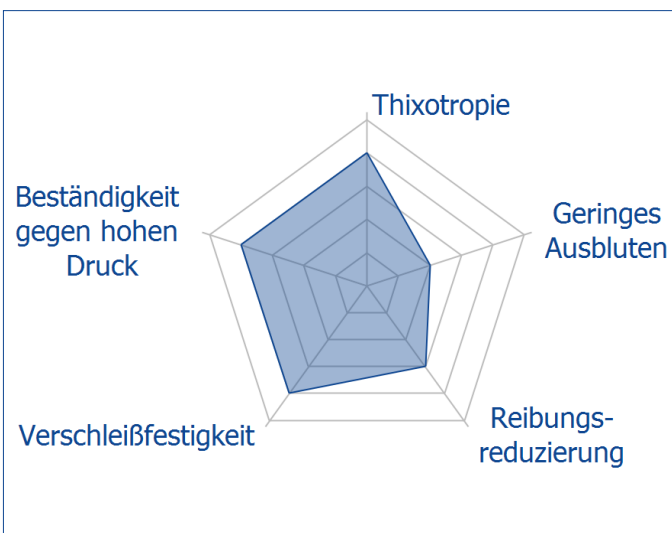 Thixotropie
Beständigkeit
gegen hohen
Druck
Geringes
Ausbluten
Verschleißfestigkeit
Reibungs-
reduzierung